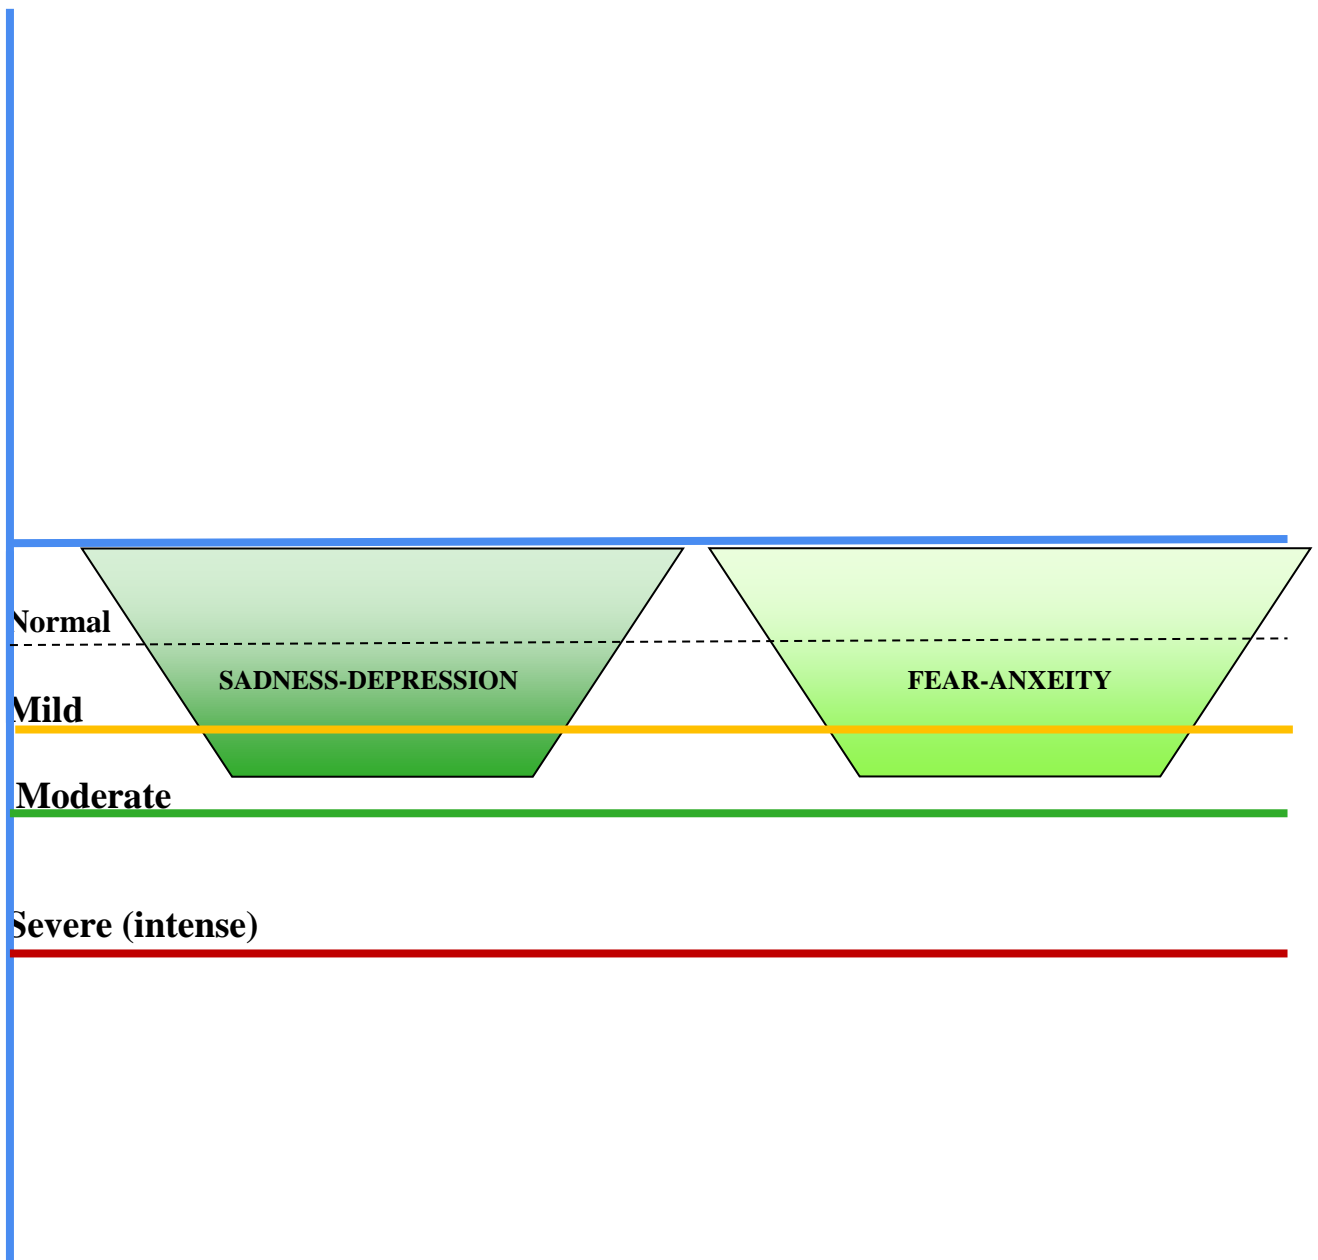 Normal
SADNESS-DEPRESSION
FEAR-ANXEITY
Mild
Moderate
Severe (intense)